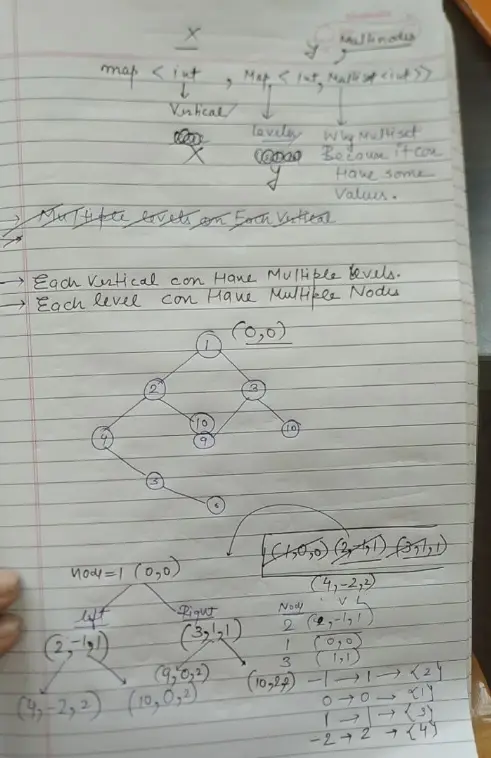 X
y Multinodes
map < int , Map < int, Multiset <int>>
Vertical levels Why Multiset
X Because it can
y Have some
Values.
→ Multiple levels on Each Vertical
→
→ Each Vertical can Have Multiple levels.
→ Each level can Have Multiple Nodes
1 (0,0)
2 3
4 10 9 10
5
6
(1,0,0) (2,-1,1) (3,1,1)
Node=1 (0,0) (4,-2,2)
left Right Node V L
(2,-1,1) (3,1,1) 2 (-1,1)
1 (0,0)
3 (1,1)
(9,0,2) (10,2,2) -1 → 1 → {2}
(4,-2,2) (10,0,2) 0 → 0 → {1}
1 → 1 → {3}
-2 → 2 → {4}